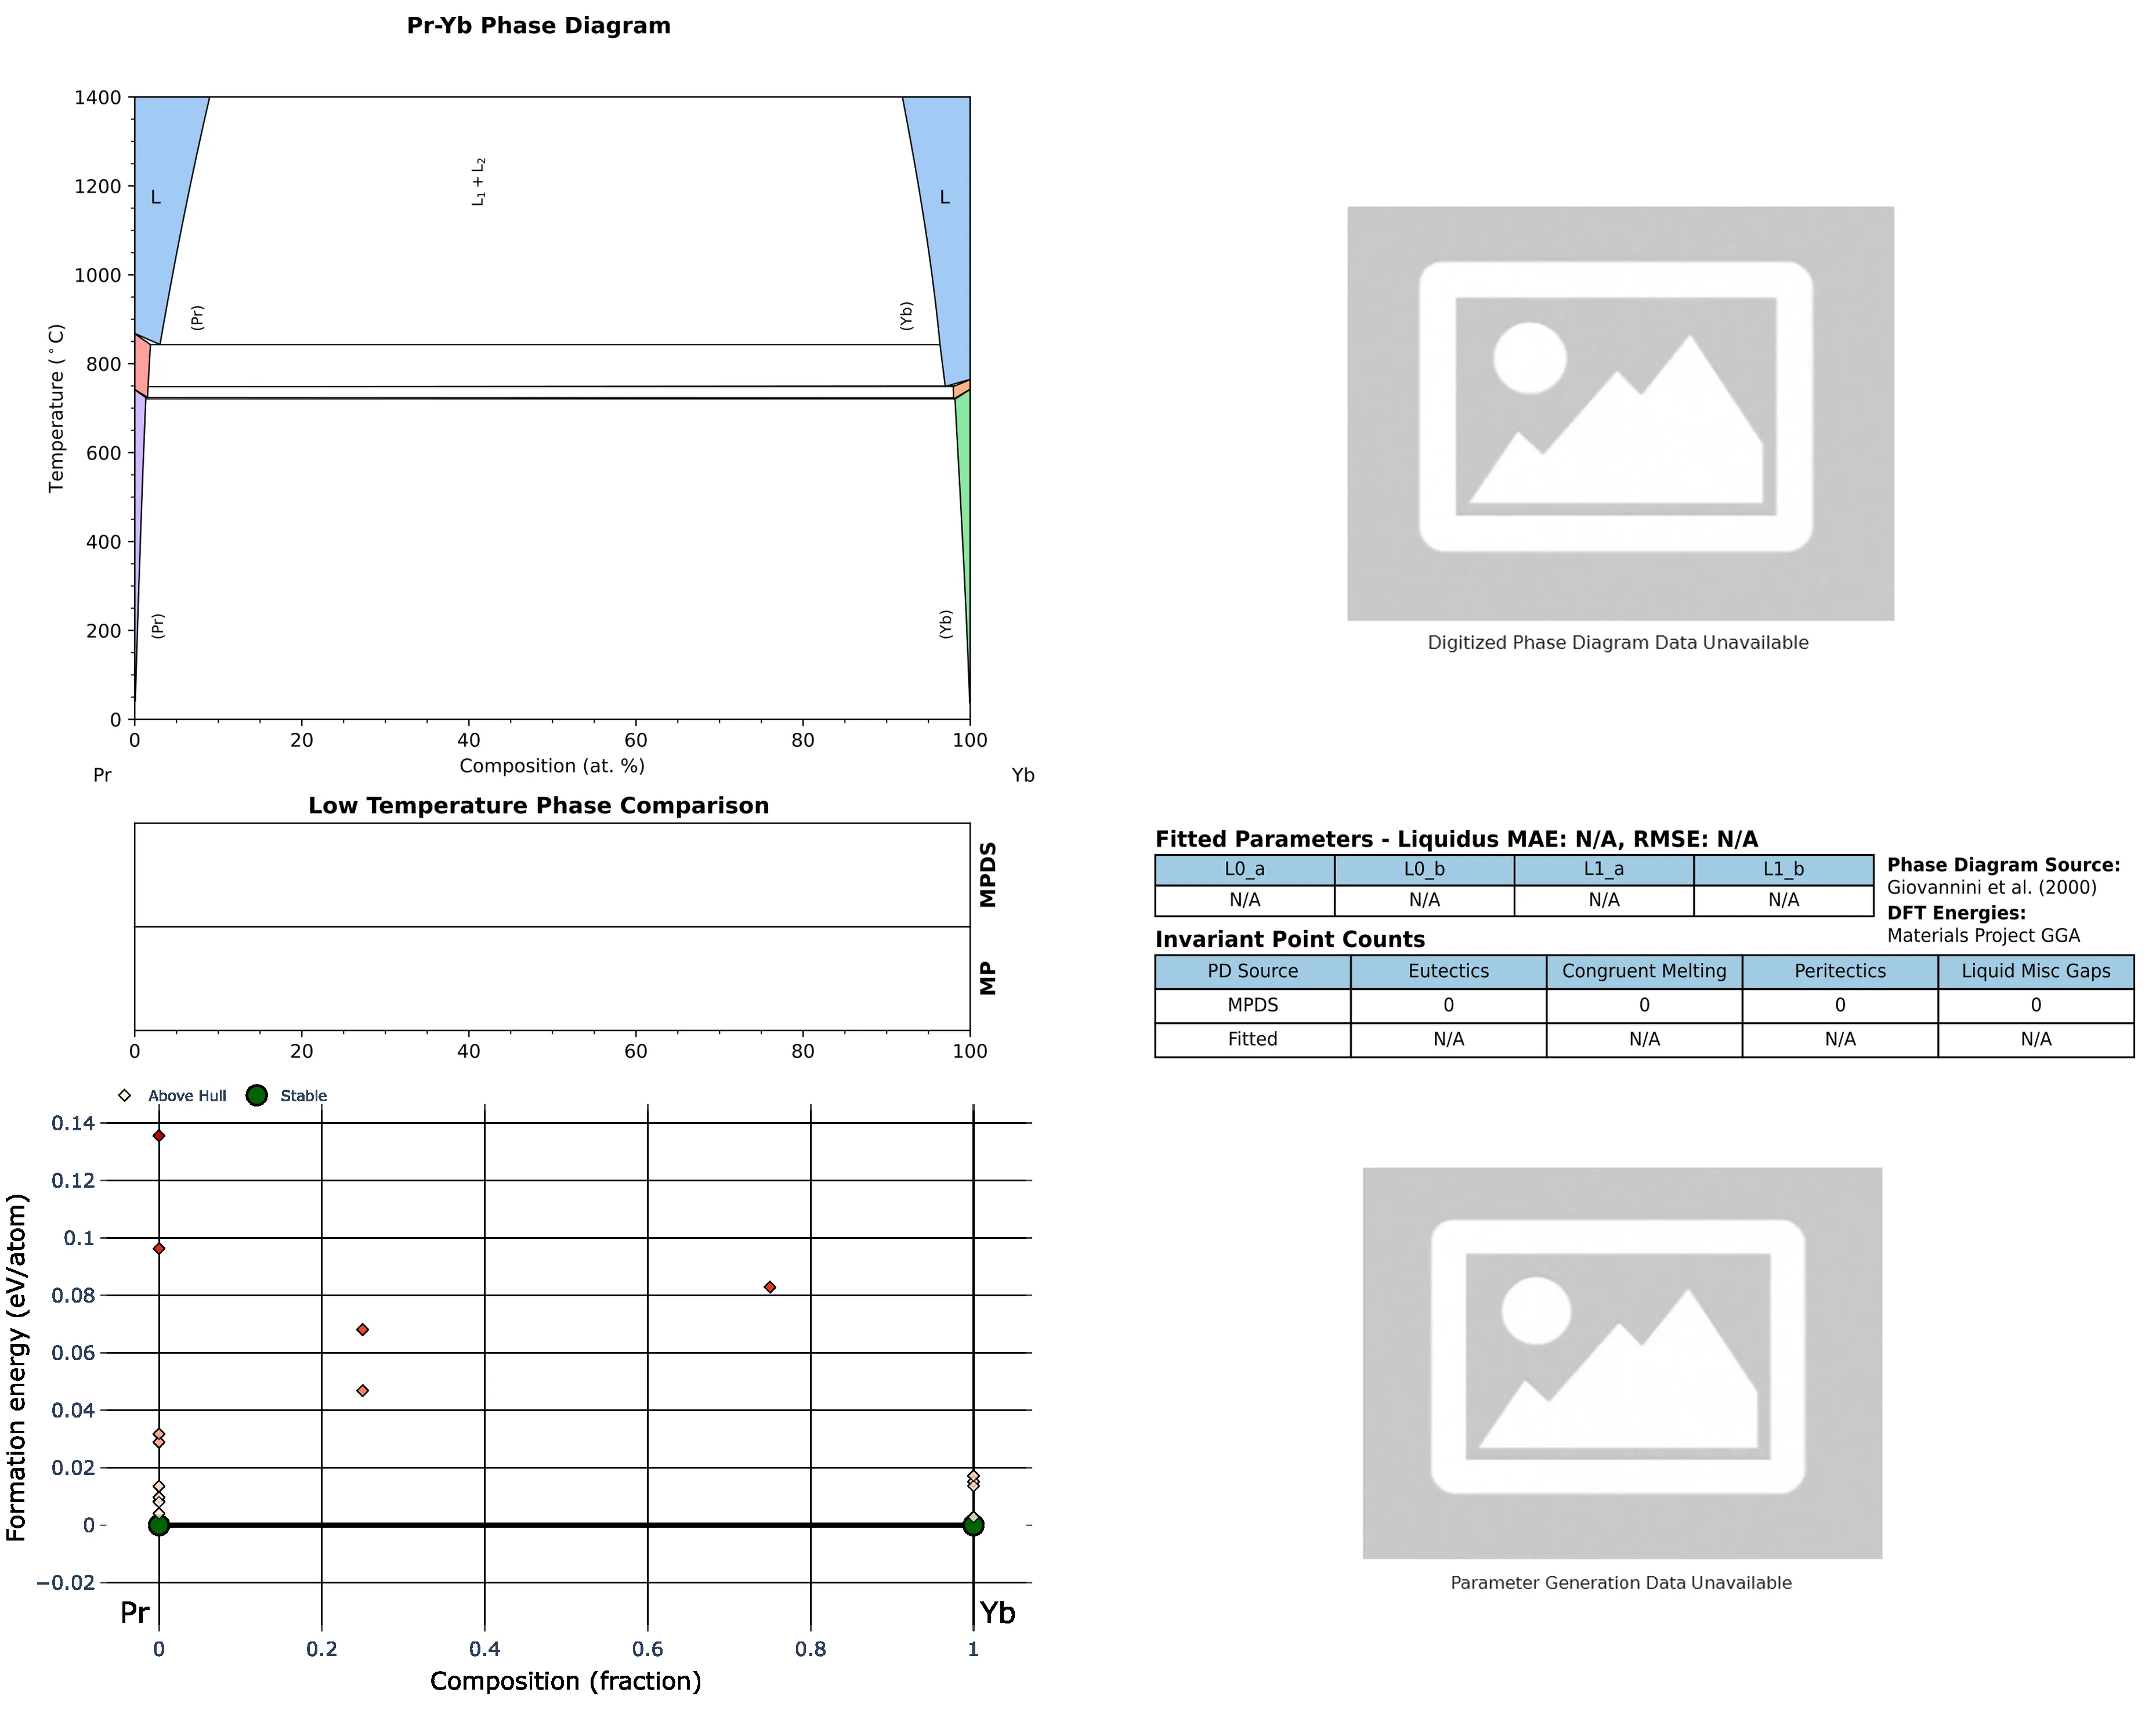 Pr-Yb Phase Diagram
1400
1200
1000
800
600
400
200
0
Temperature (°C)
L
L
L₁ + L₂
(Pr)
(Yb)
(Pr)
(Yb)
0 20 40 60 80 100
Composition (at. %)
Pr Yb
Digitized Phase Diagram Data Unavailable
Low Temperature Phase Comparison
MPDS
MP
0 20 40 60 80 100
Fitted Parameters - Liquidus MAE: N/A, RMSE: N/A
L0_a L0_b L1_a L1_b
N/A N/A N/A N/A
Phase Diagram Source:
Giovannini et al. (2000)
DFT Energies:
Materials Project GGA
Invariant Point Counts
PD Source Eutectics Congruent Melting Peritectics Liquid Misc Gaps
MPDS 0 0 0 0
Fitted N/A N/A N/A N/A
Above Hull Stable
0.14
0.12
0.1
0.08
0.06
0.04
0.02
0
−0.02
Formation energy (eV/atom)
Pr Yb
0 0.2 0.4 0.6 0.8 1
Composition (fraction)
Parameter Generation Data Unavailable